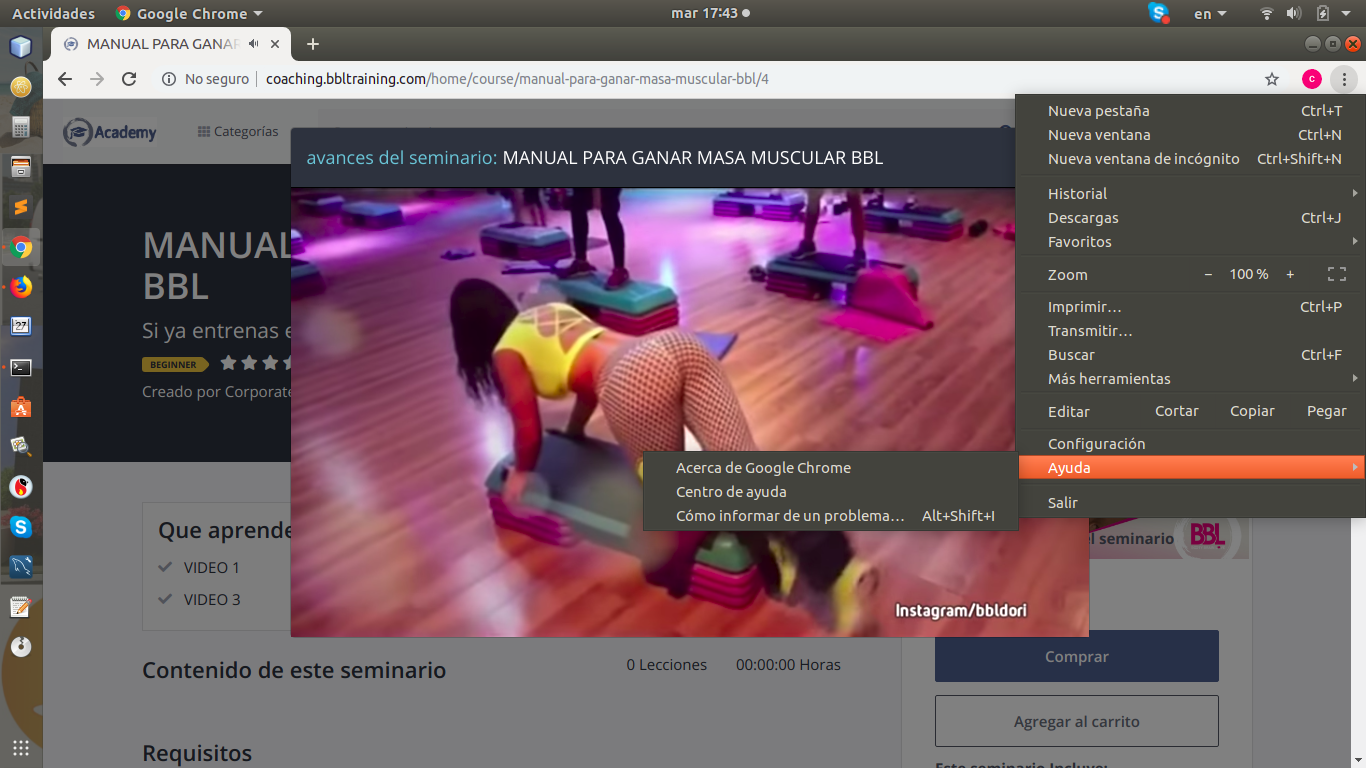 Actividades
Google Chrome
mar 17:43
en
MANUAL PARA GANAR
No seguro
coaching.bbltraining.com/home/course/manual-para-ganar-masa-muscular-bbl/4
C
Academy
Categorías
avances del seminario: MANUAL PARA GANAR MASA MUSCULAR BBL
MANUAL
BBL
Si ya entrenas e
BEGINNER
Creado por Corporate
Nueva pestaña Ctrl+T
Nueva ventana Ctrl+N
Nueva ventana de incógnito Ctrl+Shift+N
Historial
Descargas Ctrl+J
Favoritos
Zoom − 100 % +
Imprimir… Ctrl+P
Transmitir…
Buscar Ctrl+F
Más herramientas
Editar Cortar Copiar Pegar
Configuración
Ayuda
Salir
Acerca de Google Chrome
Centro de ayuda
Cómo informar de un problema… Alt+Shift+I
27
Instagram/bbldori
el seminario
BBL
Que aprende
VIDEO 1
VIDEO 3
Contenido de este seminario
0 Lecciones 00:00:00 Horas
Requisitos
Comprar
Agregar al carrito
Este seminario Incluye: